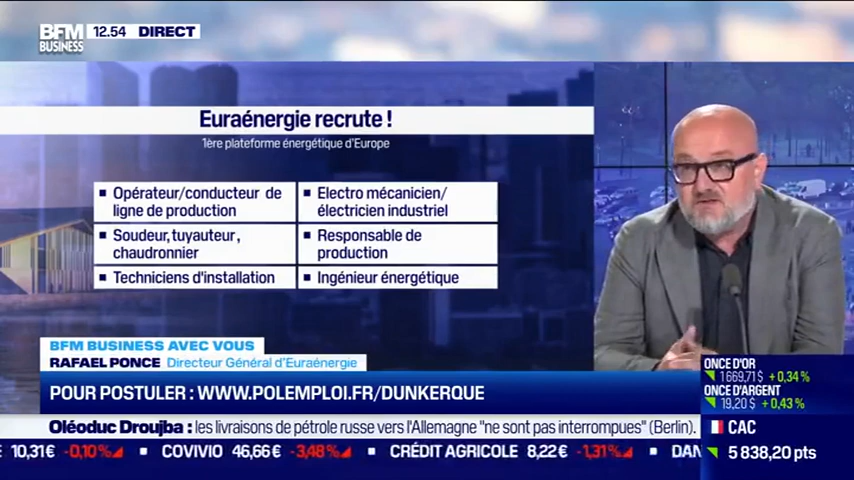 BFM
BUSINESS
12.54 DIRECT
Euraénergie recrute !
1ère plateforme énergétique d'Europe
▪ Opérateur/conducteur de
ligne de production
▪ Electro mécanicien/
électricien industriel
▪ Soudeur, tuyauteur,
chaudronnier
▪ Responsable de
production
▪ Techniciens d'installation
▪ Ingénieur énergétique
BFM BUSINESS AVEC VOUS
RAFAEL PONCE Directeur Général d'Euraénergie
POUR POSTULER : WWW.POLEMPLOI.FR/DUNKERQUE
ONCE D'OR
1 669,71 $ + 0,34 %
ONCE D'ARGENT
19,20 $ + 0,43 %
Oléoduc Droujba : les livraisons de pétrole russe vers l'Allemagne "ne sont pas interrompues" (Berlin).
CAC
5 838,20 pts
10,31€ -0,10% COVIVIO 46,66€ -3,48% CRÉDIT AGRICOLE 8,22€ -1,31% DAN